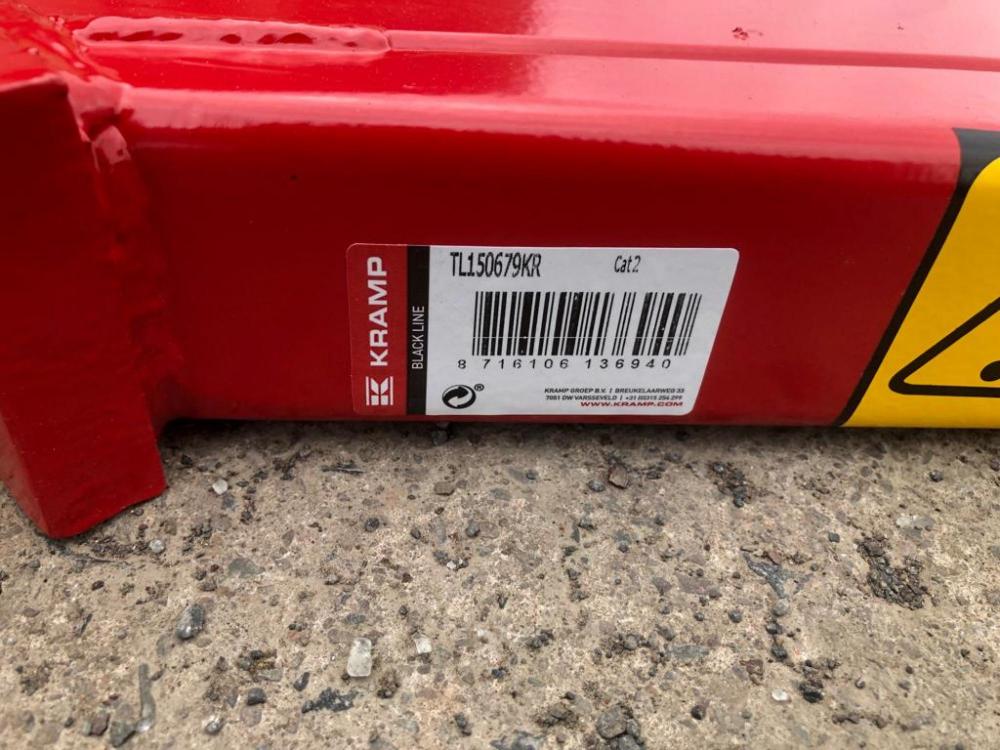 KRAMP
BLACK LINE
TL150679KR Cat2
8 716106 136940
®
KRAMP GROEP B.V. | BREUKELAARWEG 33
7051 DW VARSSEVELD | +31 (0)315 254 299
WWW.KRAMP.COM